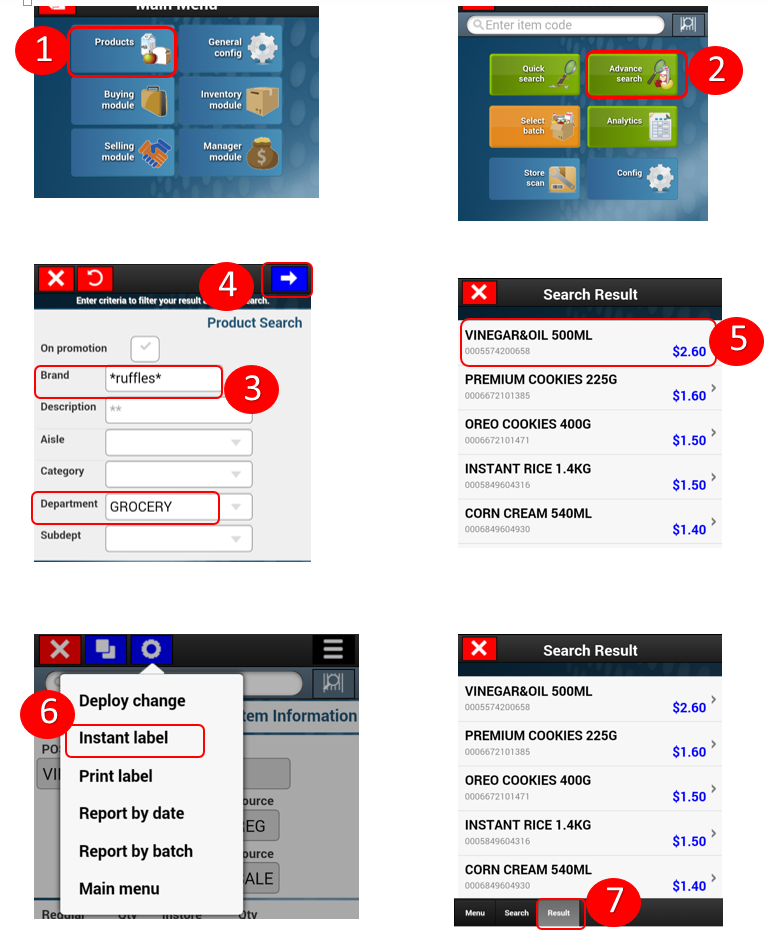 Main Menu
1
Products
General
config
Buying
module
Inventory
module
Selling
module
Manager
module
Enter item code
Quick
search
Advance
search
2
Select
batch
Analytics
Store
scan
Config
4
Enter criteria to filter your result search.
Product Search
On promotion
Brand
*ruffles*
3
Description
**
Aisle
Category
Department
GROCERY
Subdept
Search Result
VINEGAR&OIL 500ML
0005574200658
$2.60
5
PREMIUM COOKIES 225G
0006672101385
$1.60
OREO COOKIES 400G
0006672101471
$1.50
INSTANT RICE 1.4KG
0005849604316
$1.50
CORN CREAM 540ML
0006849604930
$1.40
6
Deploy change
Instant label
Print label
Report by date
Report by batch
Main menu
tem Information
PO
VI
ource
REG
ource
ALE
Regular Qty Instore Qty
Search Result
VINEGAR&OIL 500ML
0005574200658
$2.60
PREMIUM COOKIES 225G
0006672101385
$1.60
OREO COOKIES 400G
0006672101471
$1.50
INSTANT RICE 1.4KG
0005849604316
$1.50
CORN CREAM 540ML
0006849604930
$1.40
Menu Search Result
7